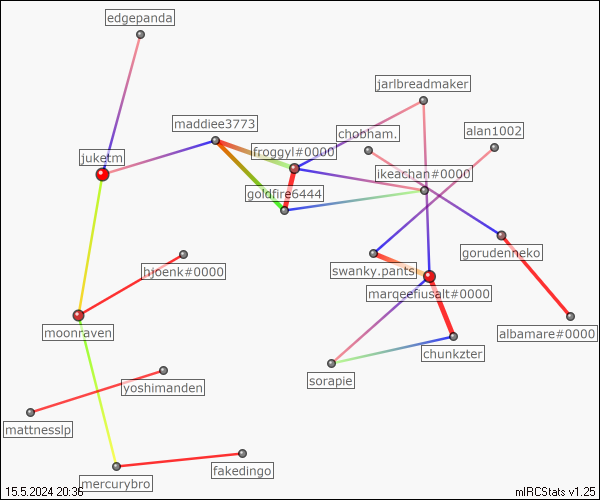 edgepanda
jarlbreadmaker
maddiee3773
chobham.
alan1002
froggyl#0000
juketm
ikeachan#0000
goldfire6444
gorudenneko
hjoenk#0000
swanky.pants
marqeefiusalt#0000
moonraven
albamare#0000
chunkzter
sorapie
yoshimanden
mattnesslp
fakedingo
mercurybro
15.5.2024 20:36
mIRCStats v1.25